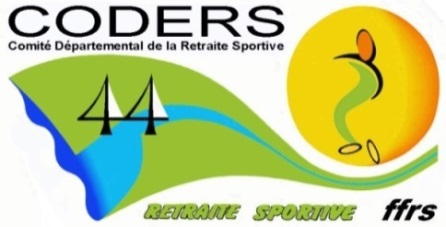 CODERS
Comité Départemental de la Retraite Sportive
44
RETRAITE SPORTIVE ffrs